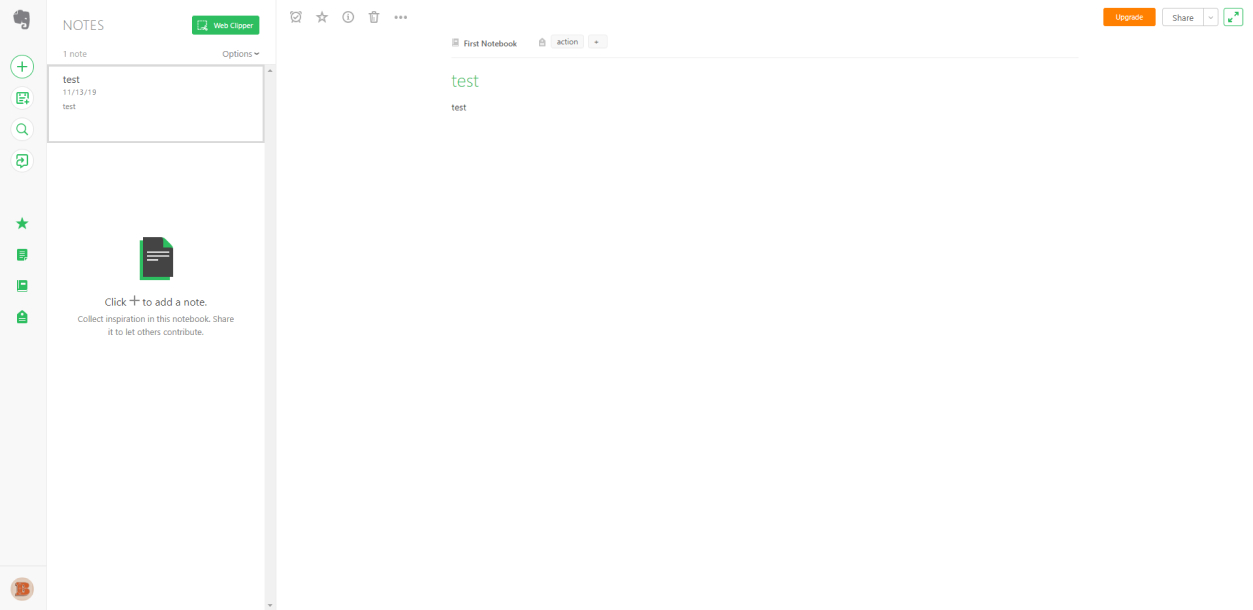 NOTES
Web Clipper
1 note
Options
test
11/13/19
test
Click + to add a note.
Collect inspiration in this notebook. Share
it to let others contribute.
First Notebook
action
+
test
test
Upgrade
Share